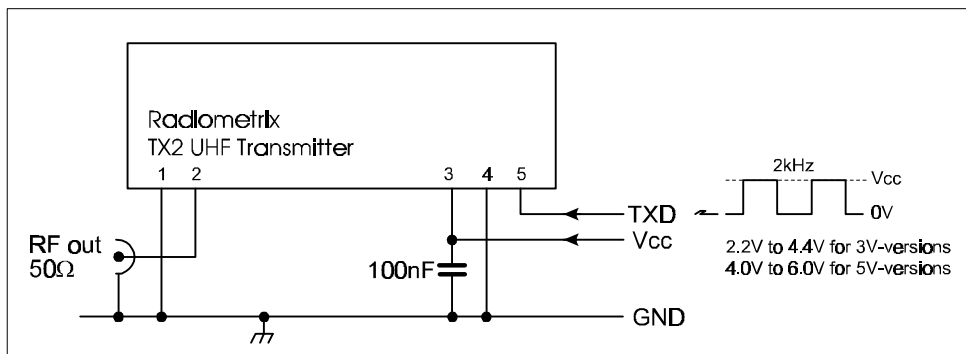 Radiometrix
TX2 UHF Transmitter
1 2 3 4 5
2kHz
Vcc
0V
TXD
Vcc
2.2V to 4.4V for 3V-versions
4.0V to 6.0V for 5V-versions
RF out
50Ω
100nF
GND